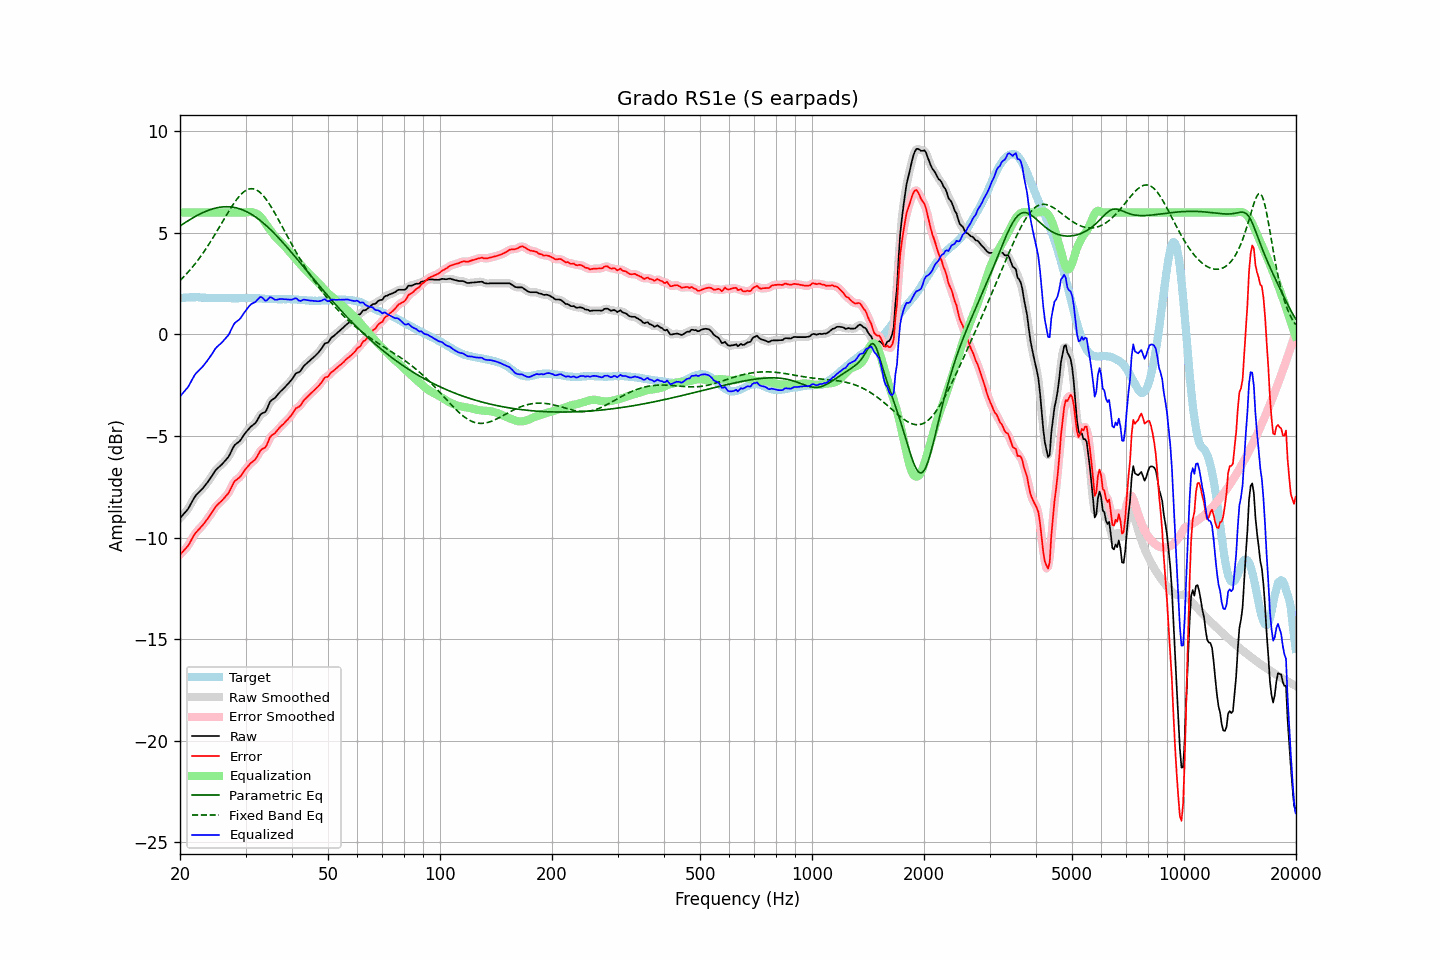 Grado RS1e (S earpads)
Amplitude (dBr)
10
5
0
−5
−10
−15
−20
−25
Target
Raw Smoothed
Error Smoothed
Raw
Error
Equalization
Parametric Eq
Fixed Band Eq
Equalized
20 50 100 200 500 1000 2000 5000 10000 20000
Frequency (Hz)